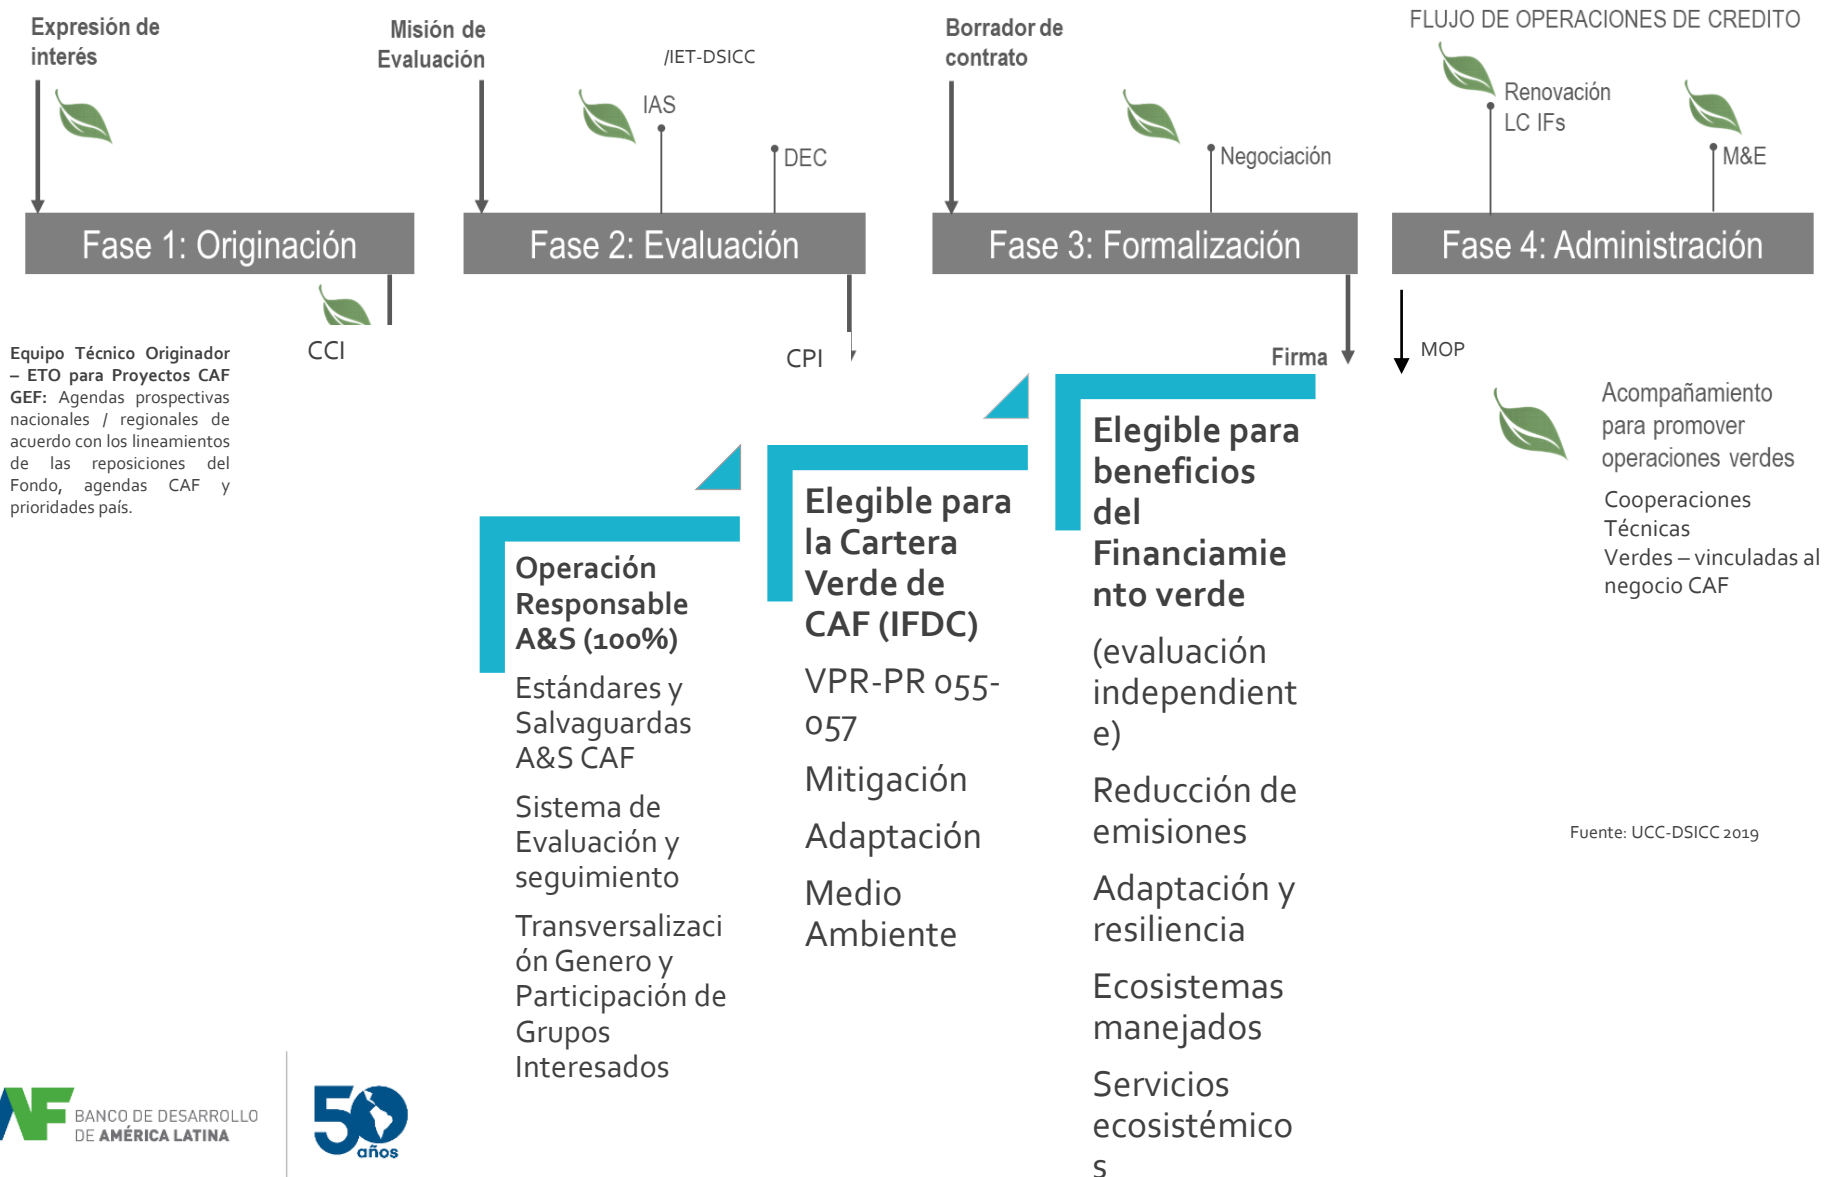 FLUJO DE OPERACIONES DE CREDITO
Expresión de
interés
Misión de
Evaluación
/IET-DSICC
IAS
DEC
Borrador de
contrato
Negociación
Renovación
LC IFs
M&E
Fase 1: Originación
Fase 2: Evaluación
Fase 3: Formalización
Fase 4: Administración
CCI
CPI
Firma
MOP
Equipo Técnico Originador
– ETO para Proyectos CAF
GEF: Agendas prospectivas
nacionales / regionales de
acuerdo con los lineamientos
de las reposiciones del
Fondo, agendas CAF y
prioridades país.
Operación
Responsable
A&S (100%)
Estándares y
Salvaguardas
A&S CAF
Sistema de
Evaluación y
seguimiento
Transversalizaci
ón Genero y
Participación de
Grupos
Interesados
Elegible para
la Cartera
Verde de
CAF (IFDC)
VPR-PR 055-
057
Mitigación
Adaptación
Medio
Ambiente
Elegible para
beneficios
del
Financiamie
nto verde
(evaluación
independient
e)
Reducción de
emisiones
Adaptación y
resiliencia
Ecosistemas
manejados
Servicios
ecosistémico
s
Acompañamiento
para promover
operaciones verdes
Cooperaciones
Técnicas
Verdes – vinculadas al
negocio CAF
Fuente: UCC-DSICC 2019
AF
BANCO DE DESARROLLO
DE AMÉRICA LATINA
50
años